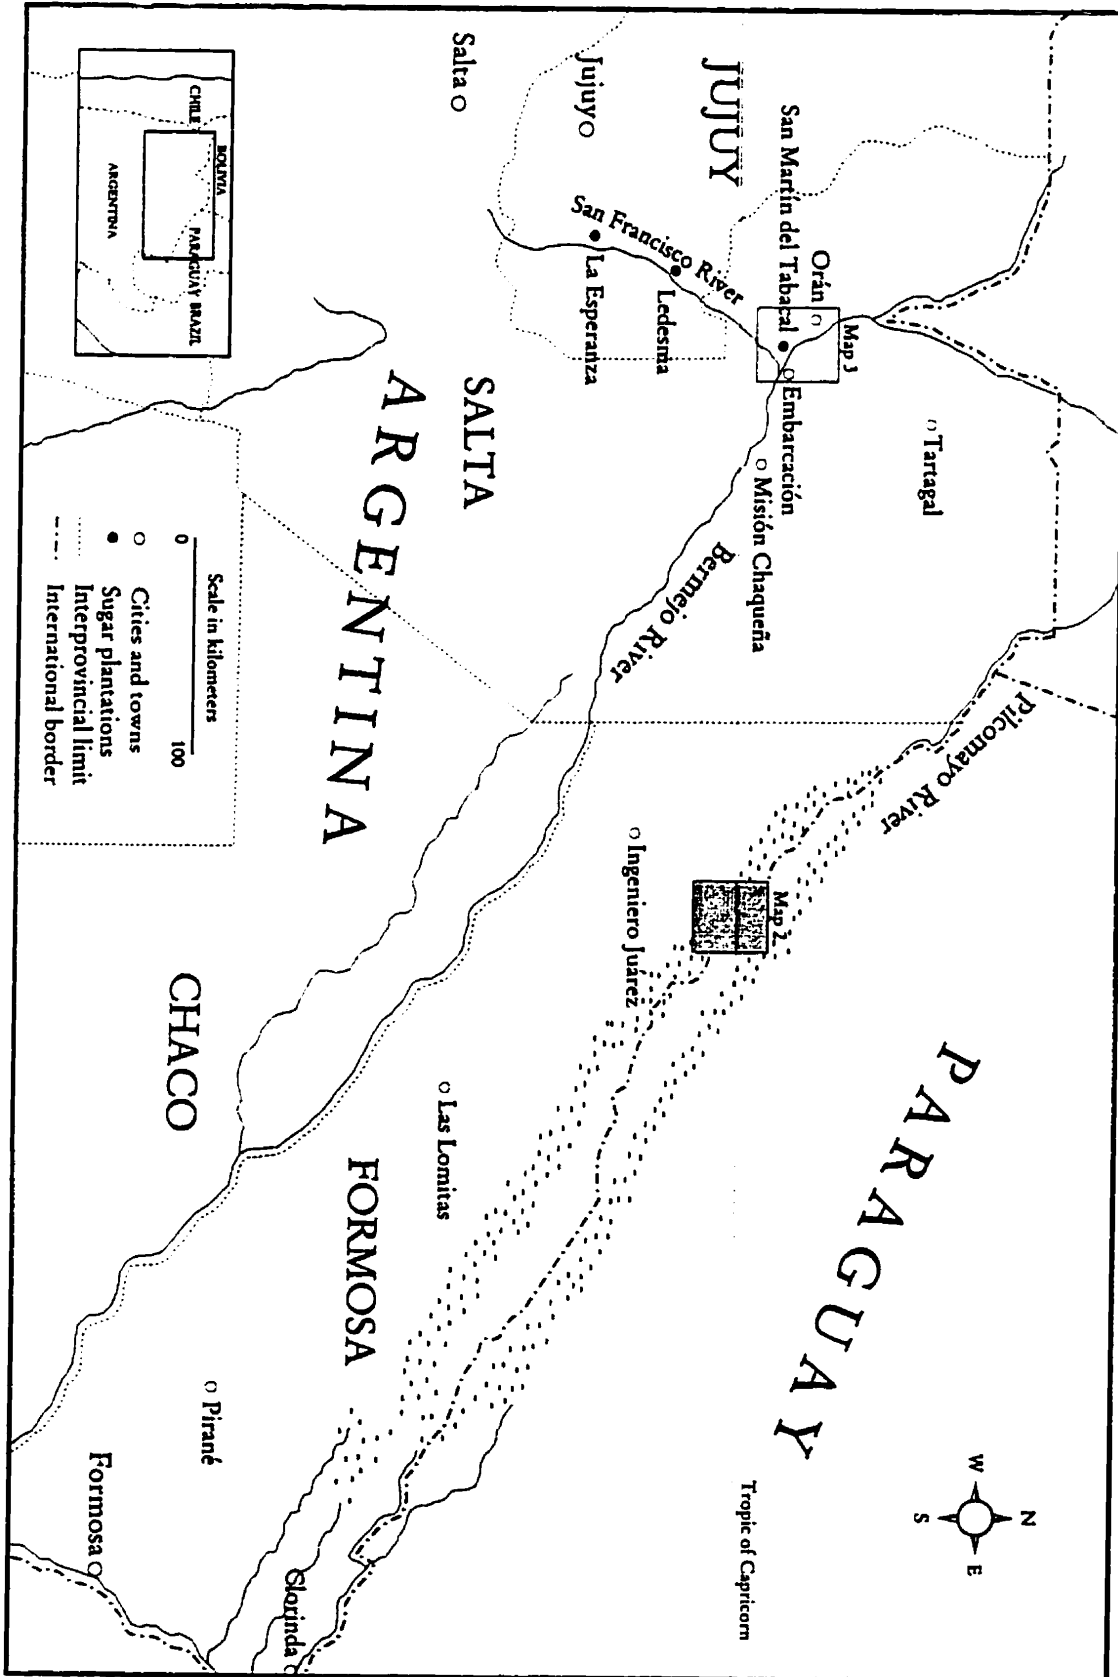 PARAGUAY
N
W
E
S
Tropic of Capricorn
Tartagal
Pilcomayo River
Map 3
Orán
San Martín del Tabacal
Embarcación
Misión Chaqueña
Map 2
JUJUY
San Francisco River
Bermejo River
Ledesma
Ingeniero Juárez
Jujuyo
La Esperanza
Salta
SALTA
Las Lomitas
ARGENTINA
FORMOSA
Clorinda
CHACO
Pirané
Formosa
BOLIVIA
CHILE
PARAGUAY
BRAZIL
ARGENTINA
Scale in kilometers
0
100
Cities and towns
Sugar plantations
Interprovincial limit
International border